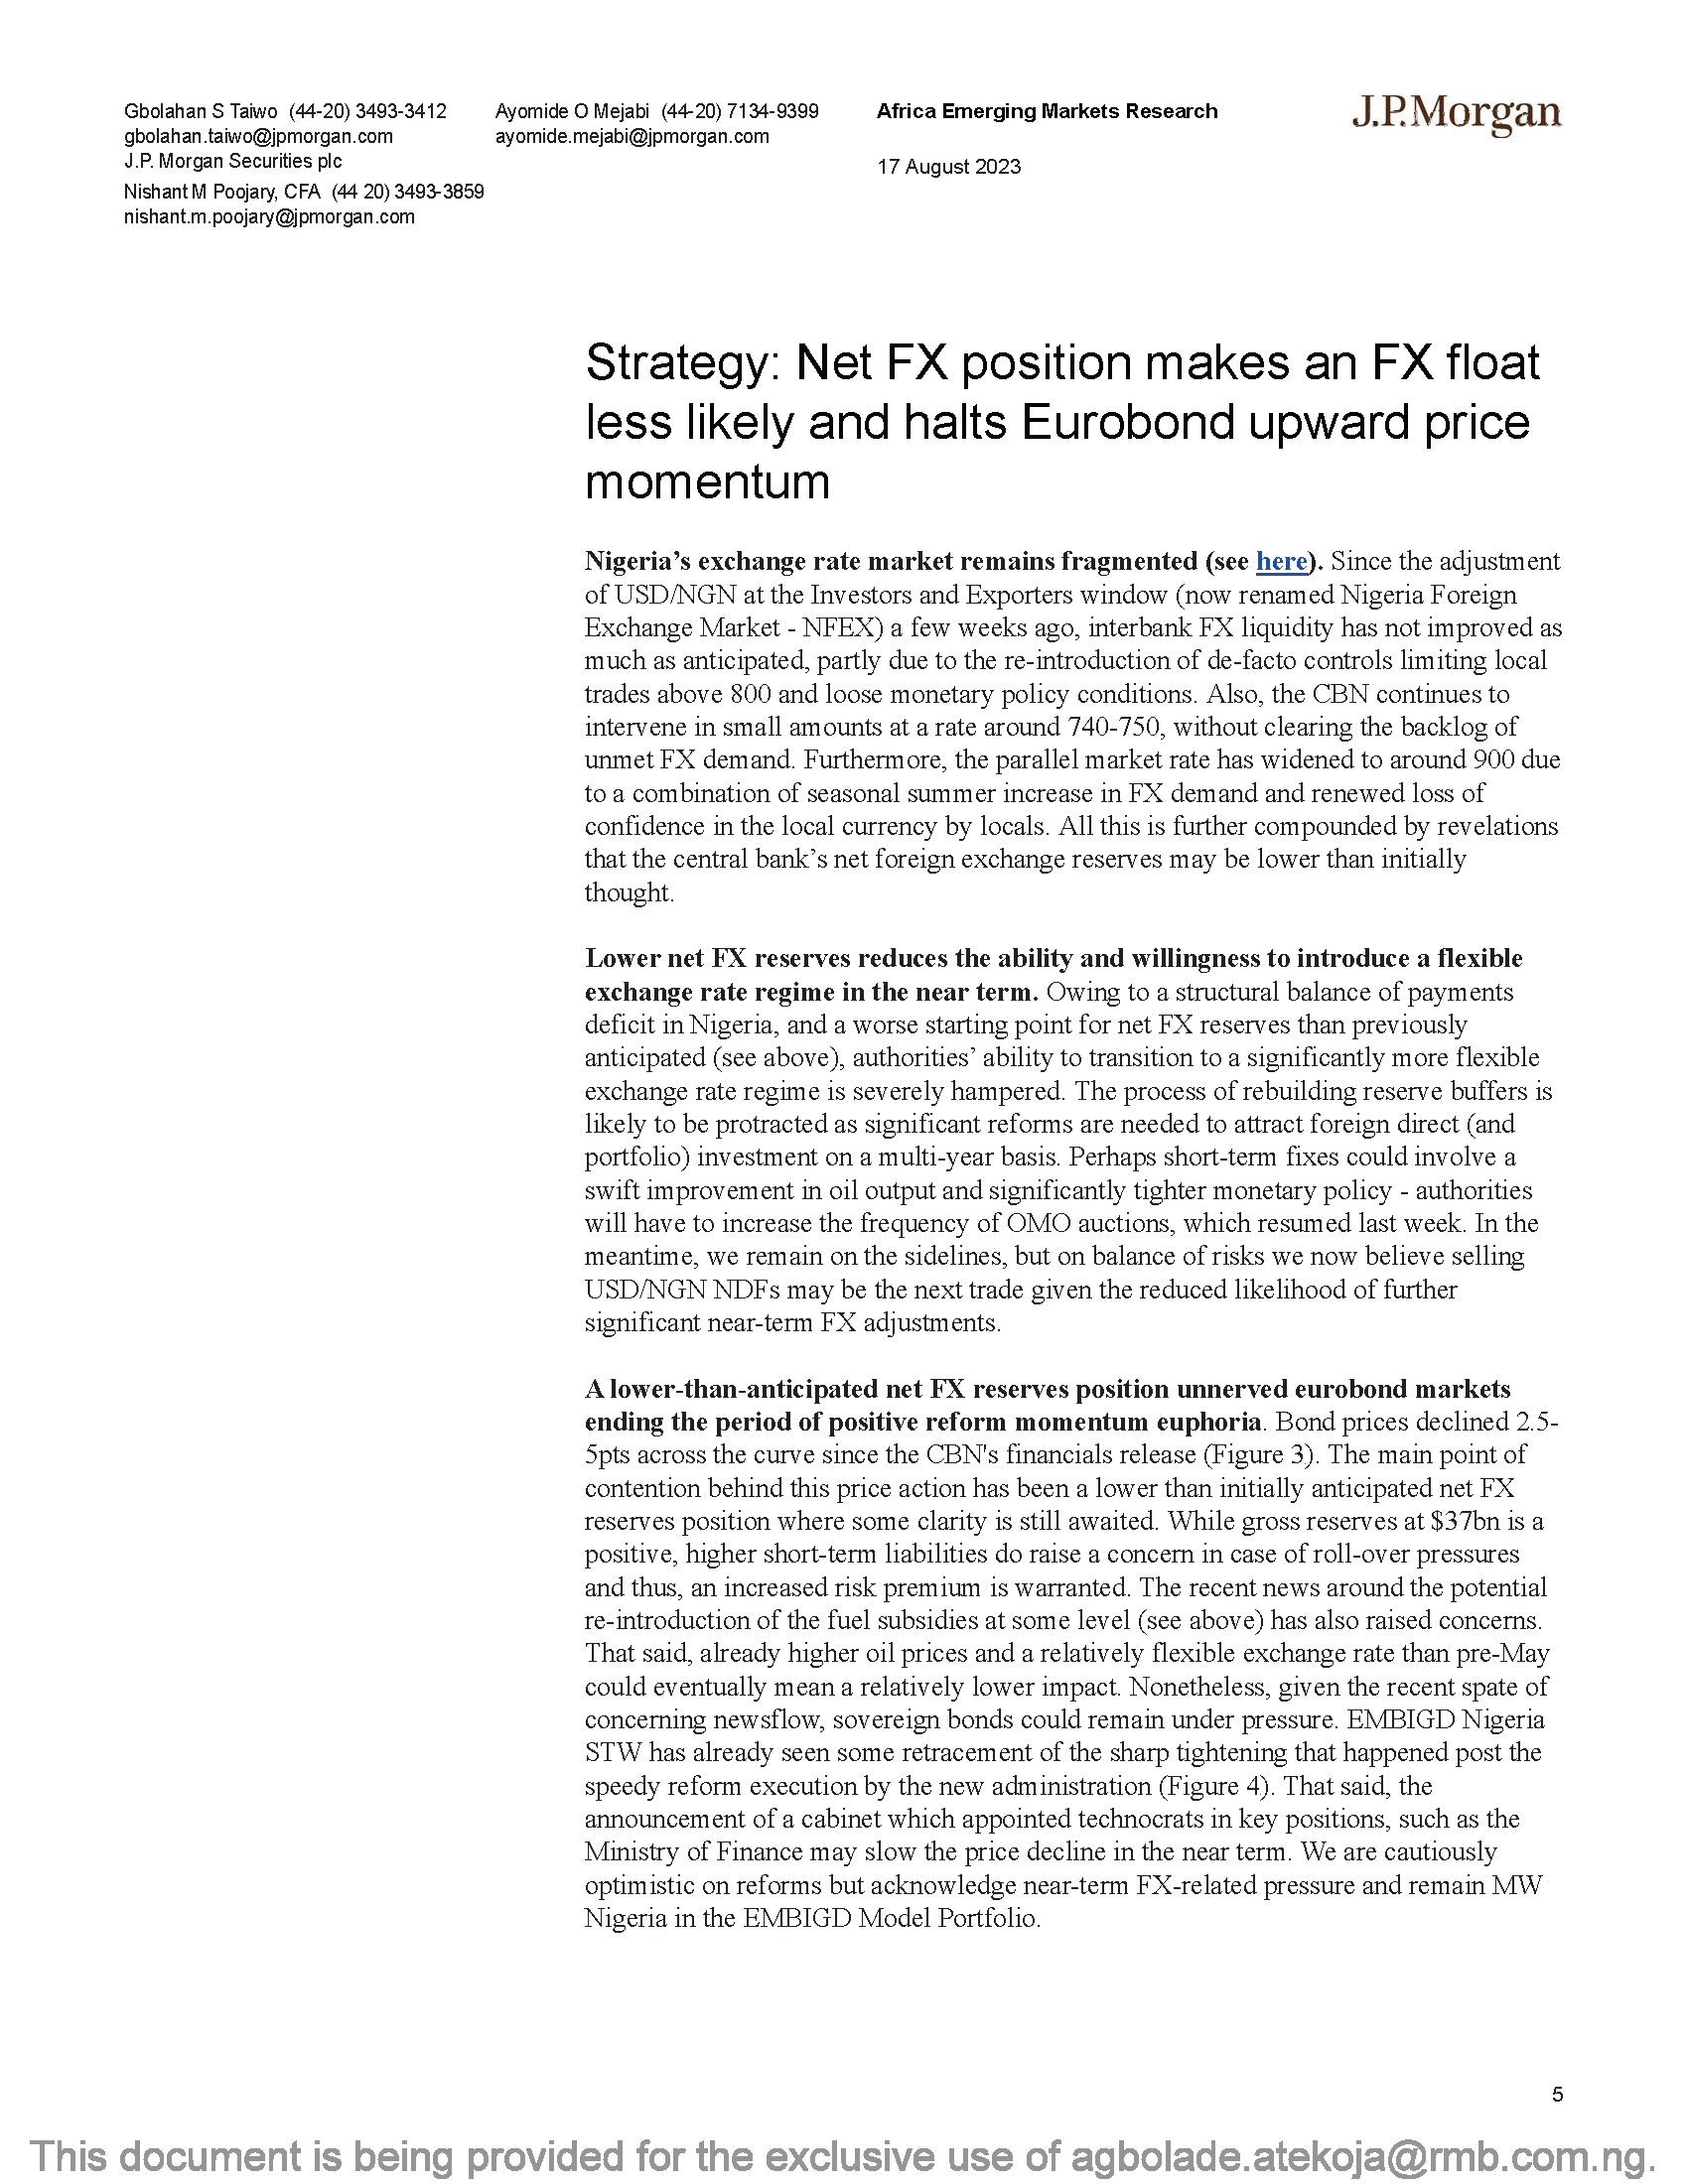 Gbolahan S Taiwo (44-20) 3493-3412
gbolahan.taiwo@jpmorgan.com
J.P. Morgan Securities plc
Nishant M Poojary, CFA (44 20) 3493-3859
nishant.m.poojary@jpmorgan.com
Ayomide O Mejabi (44-20) 7134-9399
ayomide.mejabi@jpmorgan.com
Africa Emerging Markets Research
17 August 2023
J.P.Morgan
Strategy: Net FX position makes an FX float
less likely and halts Eurobond upward price
momentum
Nigeria’s exchange rate market remains fragmented (see here). Since the adjustment
of USD/NGN at the Investors and Exporters window (now renamed Nigeria Foreign
Exchange Market - NFEX) a few weeks ago, interbank FX liquidity has not improved as
much as anticipated, partly due to the re-introduction of de-facto controls limiting local
trades above 800 and loose monetary policy conditions. Also, the CBN continues to
intervene in small amounts at a rate around 740-750, without clearing the backlog of
unmet FX demand. Furthermore, the parallel market rate has widened to around 900 due
to a combination of seasonal summer increase in FX demand and renewed loss of
confidence in the local currency by locals. All this is further compounded by revelations
that the central bank’s net foreign exchange reserves may be lower than initially
thought.
Lower net FX reserves reduces the ability and willingness to introduce a flexible
exchange rate regime in the near term. Owing to a structural balance of payments
deficit in Nigeria, and a worse starting point for net FX reserves than previously
anticipated (see above), authorities’ ability to transition to a significantly more flexible
exchange rate regime is severely hampered. The process of rebuilding reserve buffers is
likely to be protracted as significant reforms are needed to attract foreign direct (and
portfolio) investment on a multi-year basis. Perhaps short-term fixes could involve a
swift improvement in oil output and significantly tighter monetary policy - authorities
will have to increase the frequency of OMO auctions, which resumed last week. In the
meantime, we remain on the sidelines, but on balance of risks we now believe selling
USD/NGN NDFs may be the next trade given the reduced likelihood of further
significant near-term FX adjustments.
A lower-than-anticipated net FX reserves position unnerved eurobond markets
ending the period of positive reform momentum euphoria. Bond prices declined 2.5-
5pts across the curve since the CBN's financials release (Figure 3). The main point of
contention behind this price action has been a lower than initially anticipated net FX
reserves position where some clarity is still awaited. While gross reserves at $37bn is a
positive, higher short-term liabilities do raise a concern in case of roll-over pressures
and thus, an increased risk premium is warranted. The recent news around the potential
re-introduction of the fuel subsidies at some level (see above) has also raised concerns.
That said, already higher oil prices and a relatively flexible exchange rate than pre-May
could eventually mean a relatively lower impact. Nonetheless, given the recent spate of
concerning newsflow, sovereign bonds could remain under pressure. EMBIGD Nigeria
STW has already seen some retracement of the sharp tightening that happened post the
speedy reform execution by the new administration (Figure 4). That said, the
announcement of a cabinet which appointed technocrats in key positions, such as the
Ministry of Finance may slow the price decline in the near term. We are cautiously
optimistic on reforms but acknowledge near-term FX-related pressure and remain MW
Nigeria in the EMBIGD Model Portfolio.
5
This document is being provided for the exclusive use of agbolade.atekoja@rmb.com.ng.